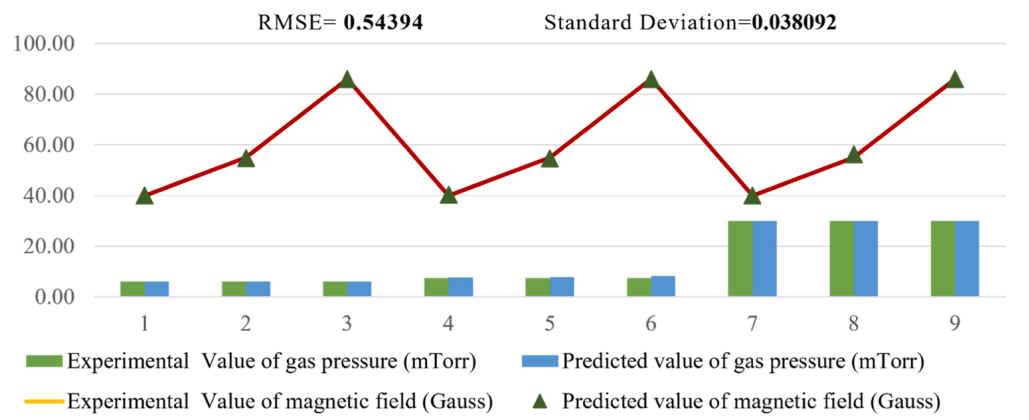 RMSE= 0.54394 Standard Deviation=0.038092
100.00
80.00
60.00
40.00
20.00
0.00
1 2 3 4 5 6 7 8 9
Experimental Value of gas pressure (mTorr) Predicted value of gas pressure (mTorr)
Experimental Value of magnetic field (Gauss) Predicted value of magnetic field (Gauss)